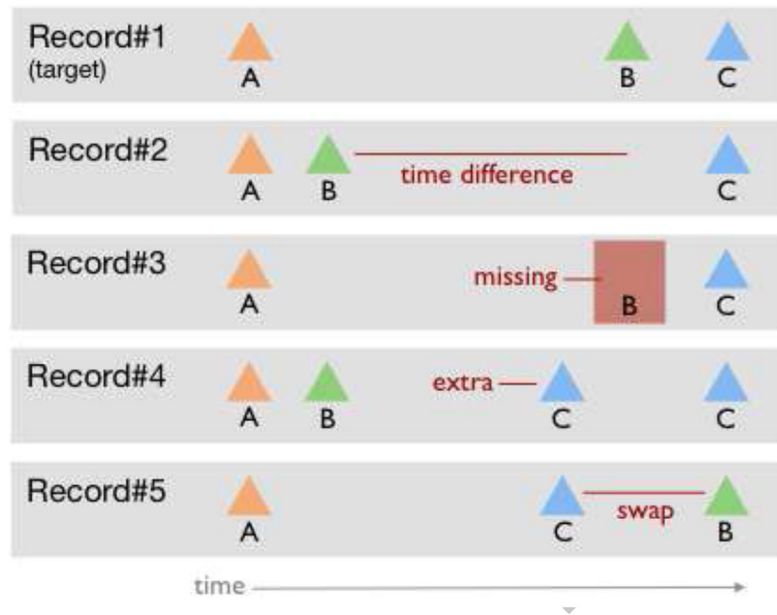 Record#1
(target)
A
B
C
Record#2
A
B
time difference
C
Record#3
A
missing
B
C
Record#4
A
B
extra
C
C
Record#5
A
C
swap
B
time